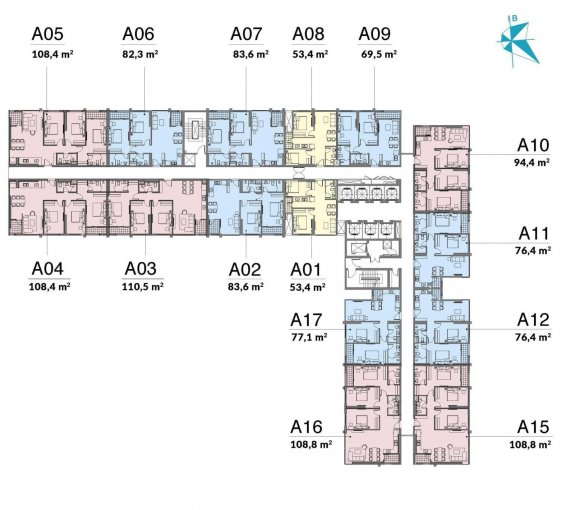 B
A05
108,4 m²
A06
82,3 m²
A07
83,6 m²
A08
53,4 m²
A09
69,5 m²
A10
94,4 m²
A11
76,4 m²
A04
108,4 m²
A03
110,5 m²
A02
83,6 m²
A01
53,4 m²
A17
77,1 m²
A12
76,4 m²
A16
108,8 m²
A15
108,8 m²